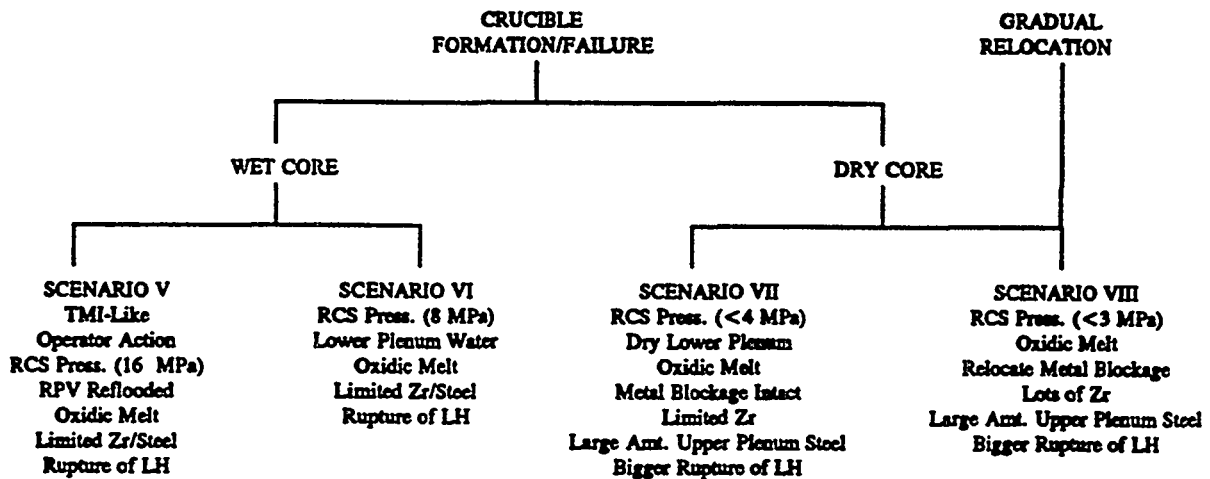 CRUCIBLE
FORMATION/FAILURE
GRADUAL
RELOCATION
WET CORE
DRY CORE
SCENARIO V
TMI-Like
Operator Action
RCS Press. (16 MPa)
RPV Reflooded
Oxidic Melt
Limited Zr/Steel
Rupture of LH
SCENARIO VI
RCS Press. (8 MPa)
Lower Plenum Water
Oxidic Melt
Limited Zr/Steel
Rupture of LH
SCENARIO VII
RCS Press. (<4 MPa)
Dry Lower Plenum
Oxidic Melt
Metal Blockage Intact
Limited Zr
Large Amt. Upper Plenum Steel
Bigger Rupture of LH
SCENARIO VIII
RCS Press. (<3 MPa)
Oxidic Melt
Relocate Metal Blockage
Lots of Zr
Large Amt. Upper Plenum Steel
Bigger Rupture of LH